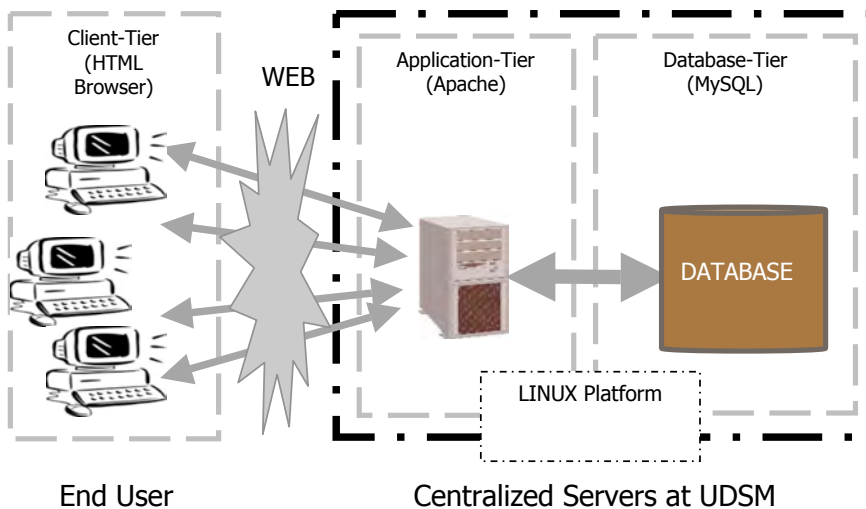 Client-Tier
(HTML
Browser)
WEB
Application-Tier
(Apache)
Database-Tier
(MySQL)
DATABASE
LINUX Platform
End User
Centralized Servers at UDSM